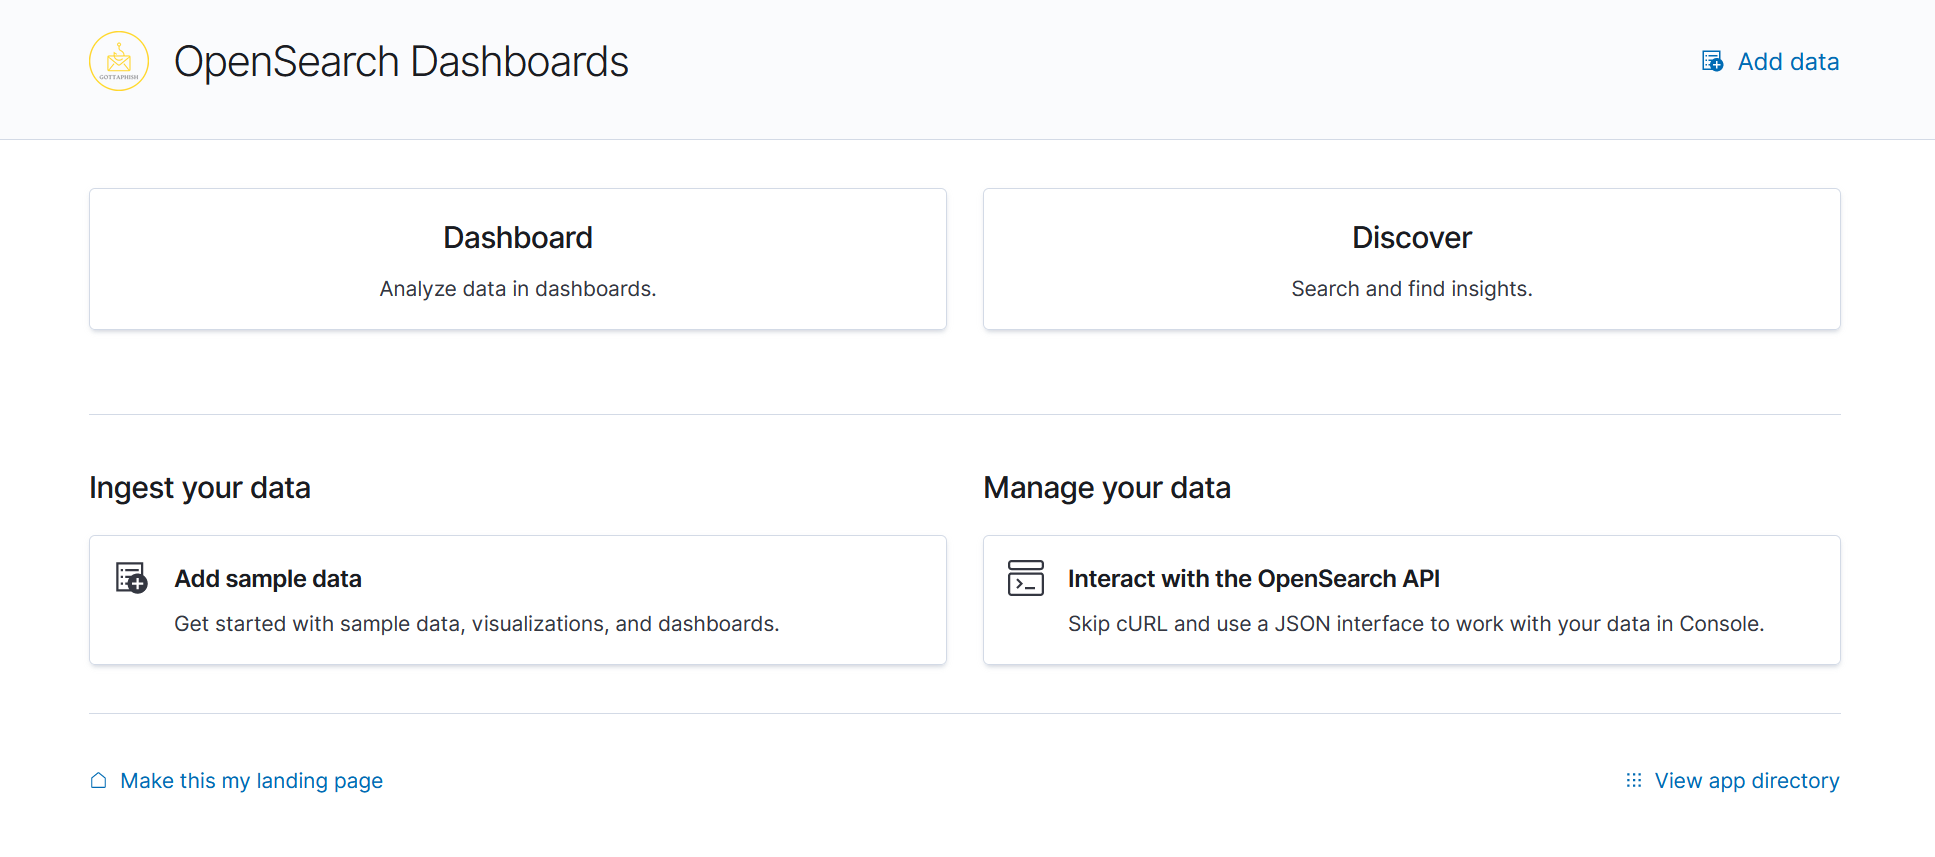 GOTTAPHISH
OpenSearch Dashboards
Add data
Dashboard
Analyze data in dashboards.
Discover
Search and find insights.
Ingest your data
Add sample data
Get started with sample data, visualizations, and dashboards.
Manage your data
Interact with the OpenSearch API
Skip cURL and use a JSON interface to work with your data in Console.
Make this my landing page
View app directory